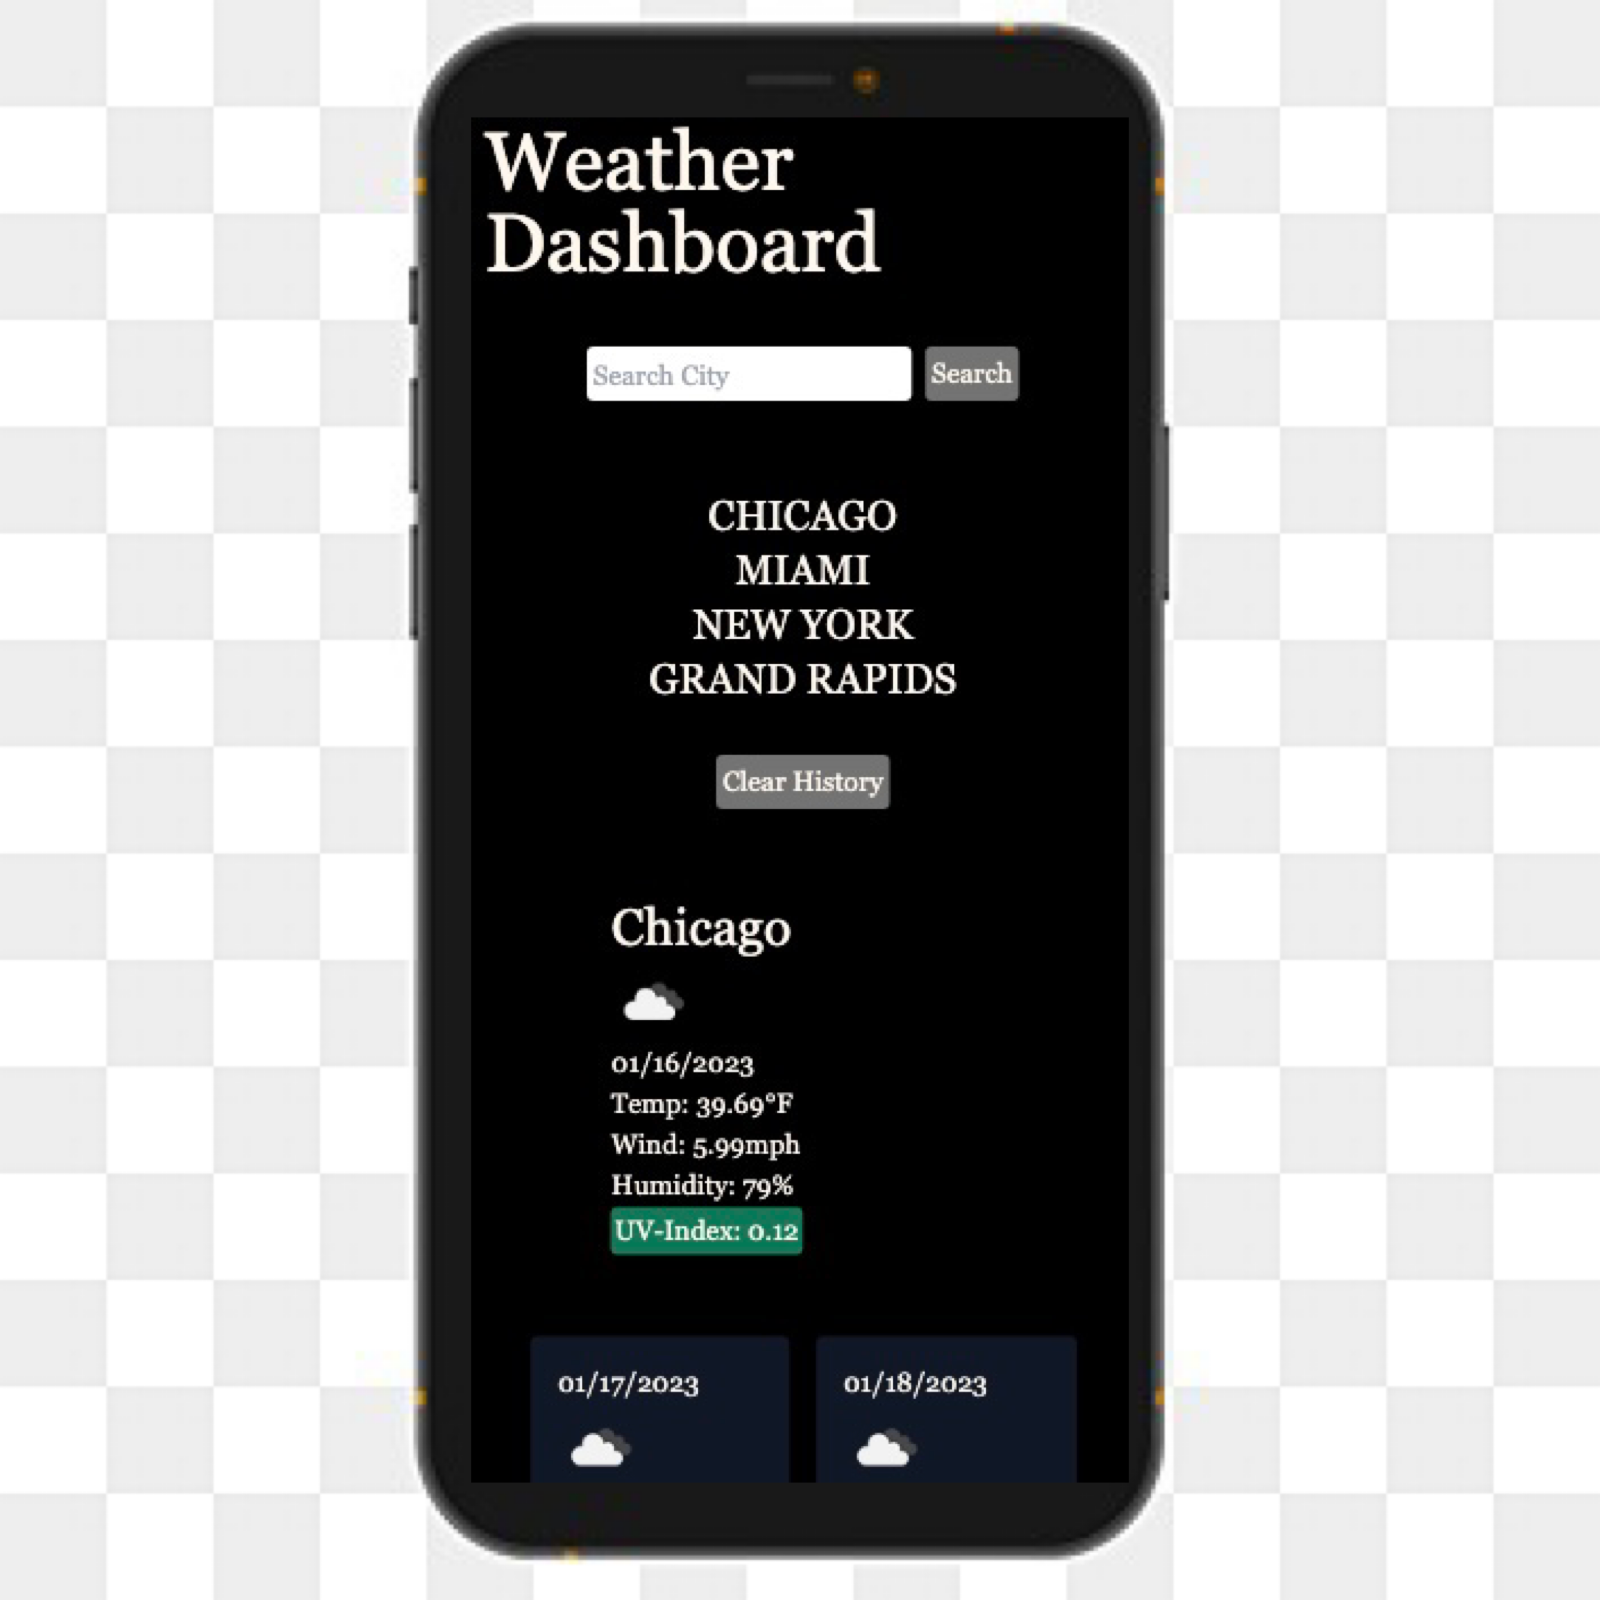 Weather
Dashboard
Search City
Search
CHICAGO
MIAMI
NEW YORK
GRAND RAPIDS
Clear History
Chicago
01/16/2023
Temp: 39.69°F
Wind: 5.99mph
Humidity: 79%
UV-Index: 0.12
01/17/2023
01/18/2023